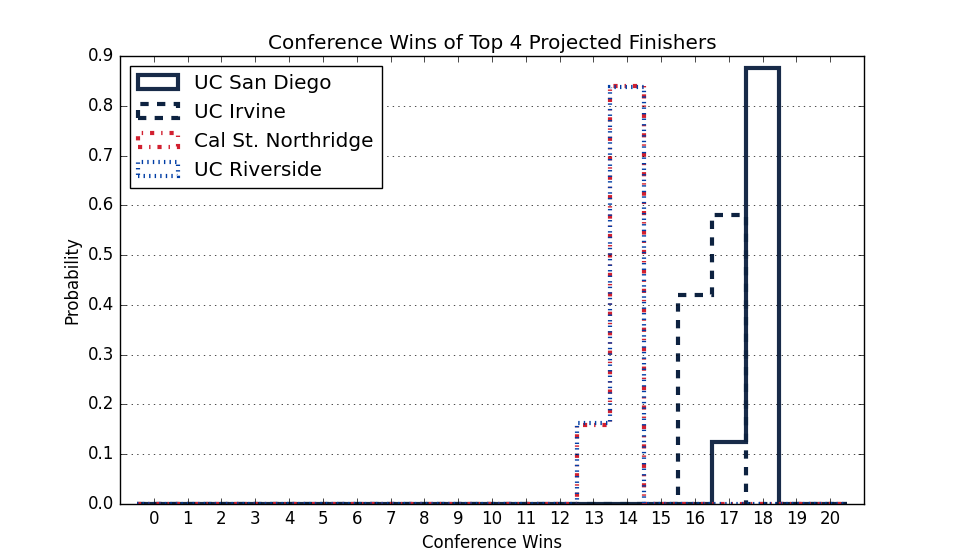 Conference Wins of Top 4 Projected Finishers
UC San Diego
UC Irvine
Cal St. Northridge
UC Riverside
Probability
0.9
0.8
0.7
0.6
0.5
0.4
0.3
0.2
0.1
0.0
0 1 2 3 4 5 6 7 8 9 10 11 12 13 14 15 16 17 18 19 20
Conference Wins